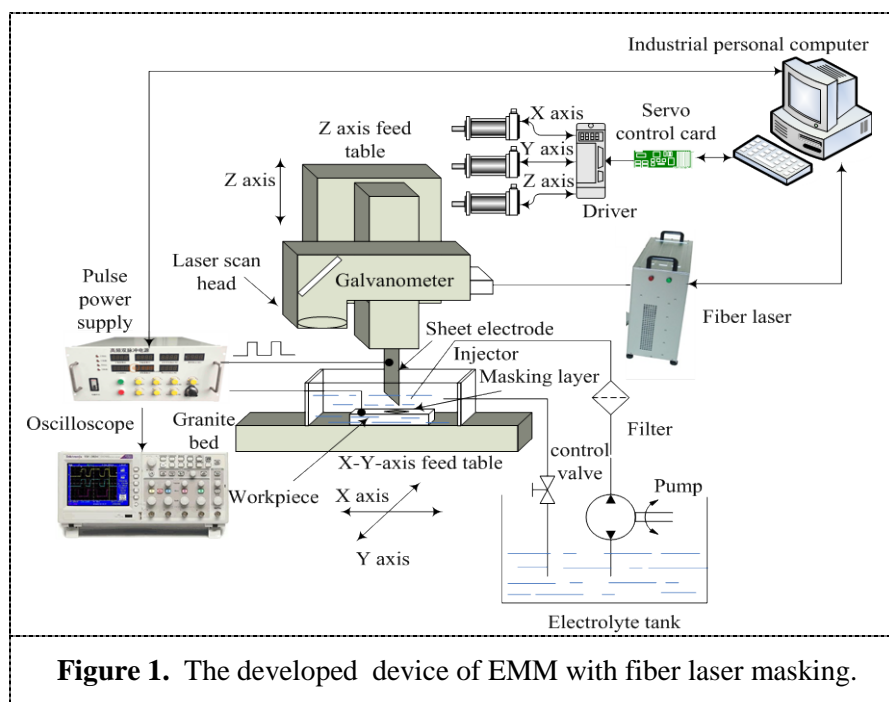 Industrial personal computer
X axis
Servo
control card
Z axis feed
table
Y axis
Z axis
Z axis
Driver
Laser scan
head
Galvanometer
Pulse
power
supply
Fiber laser
Sheet electrode
Injector
Masking layer
Oscilloscope
Granite
bed
Filter
X-Y-axis feed table
control
valve
Workpiece
Pump
X axis
Y axis
Electrolyte tank
Figure 1. The developed device of EMM with fiber laser masking.